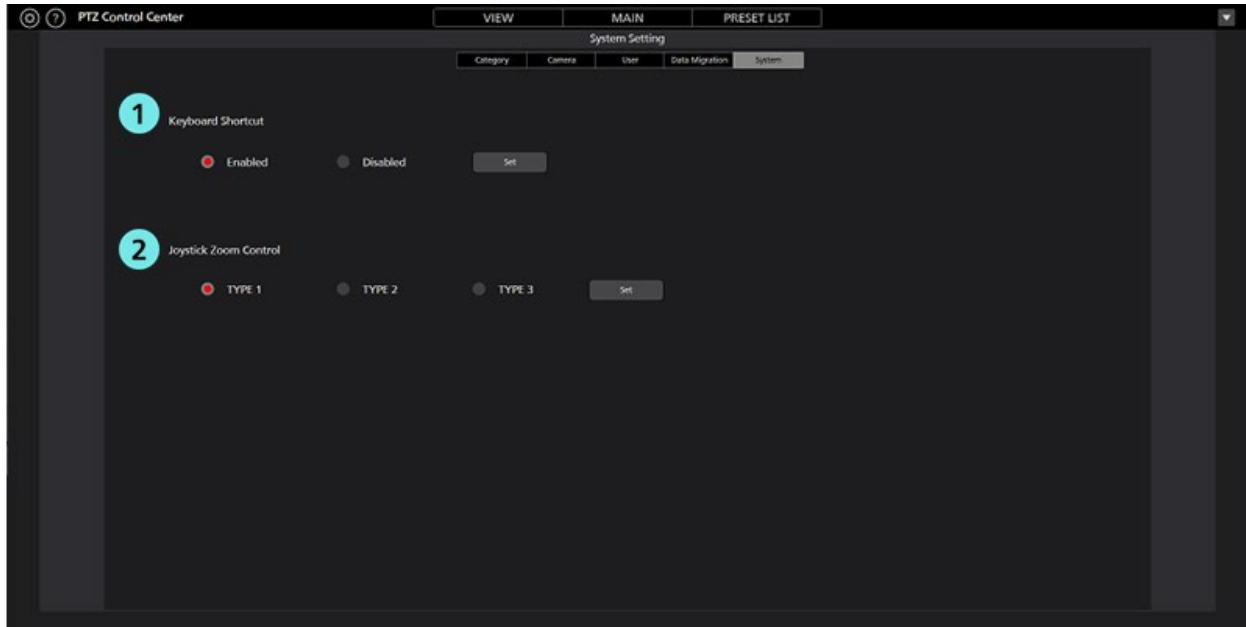 ? PTZ Control Center VIEW MAIN PRESET LIST
System Setting
Category Camera User Data Migration System
1 Keyboard Shortcut
Enabled Disabled Set
2 Joystick Zoom Control
TYPE 1 TYPE 2 TYPE 3 Set